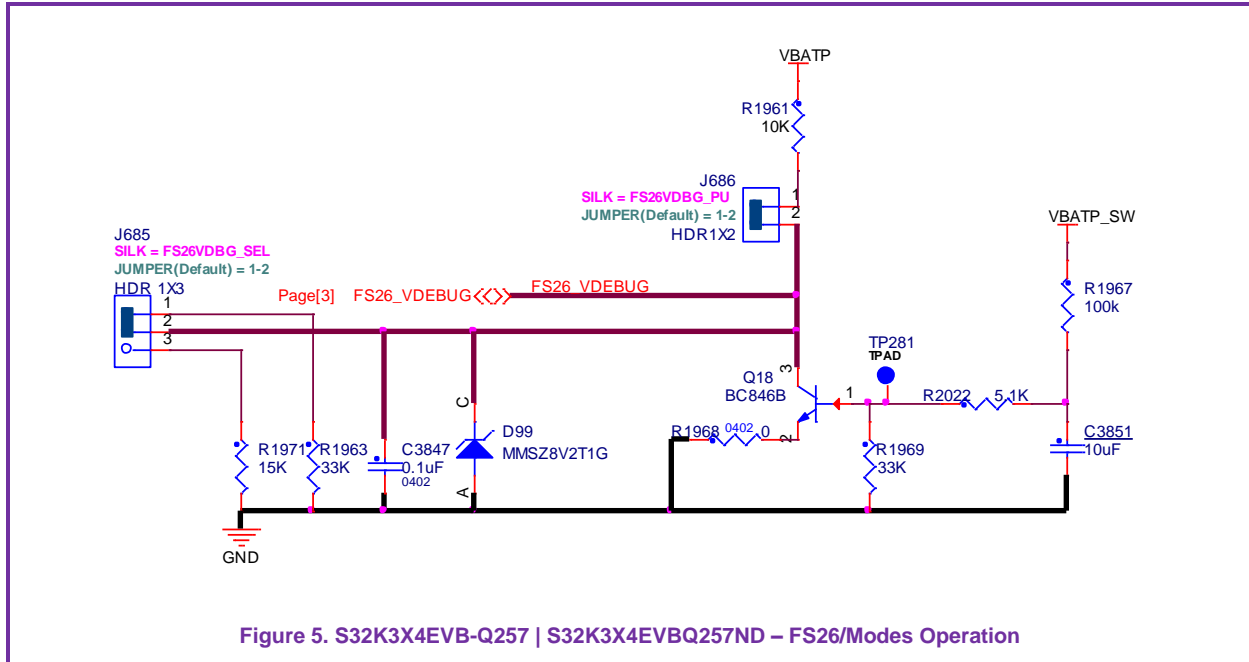 VBATP
R1961
10K
J686
SILK = FS26VDBG_PU
JUMPER(Default) = 1-2
HDR1X2
1
2
VBATP_SW
J685
SILK = FS26VDBG_SEL
JUMPER(Default) = 1-2
HDR 1X3
1
2
3
Page[3] FS26_VDEBUG FS26_VDEBUG
R1967
100k
TP281
TPAD
Q18
BC846B
3
1
2
R2022 5.1K
R1968 0402 0
R1969
33K
C3851
10uF
R1971
15K
R1963
33K
C3847
0.1uF
0402
C
D99
MMSZ8V2T1G
A
GND
Figure 5. S32K3X4EVB-Q257 | S32K3X4EVBQ257ND – FS26/Modes Operation